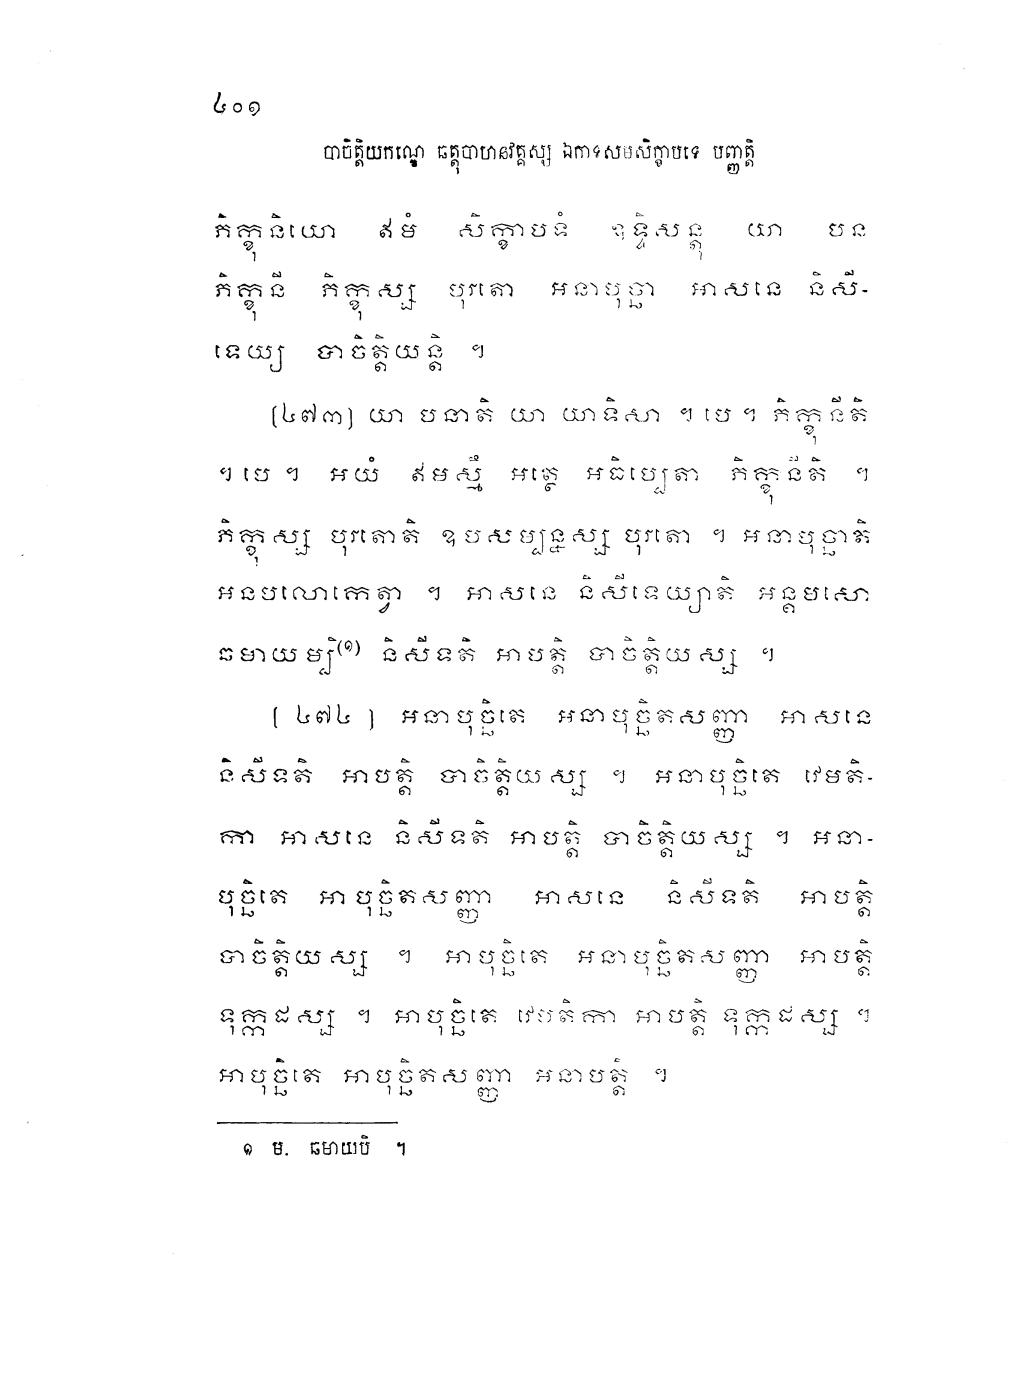 ៤០១
បាចិត្តិយកណ្ឌេ ឆត្តុបាហនវគ្គស្ស ឯកាទសមសិក្ខាបទេ បញ្ញត្តិ
ភិក្ខុនិយោ ឥមំ សិក្ខាបទំ ឧទ្ទិសន្តុ យា បន
ភិក្ខុនី ភិក្ខុស្ស បុរតោ អនាបុច្ឆា អាសនេ និសី-
ទេយ្យ បាចិត្តិយន្តិ ។
(៤៧៣) យា បនាតិ យា យាទិសា ។ បេ ។ ភិក្ខុនីតិ
។ បេ ។ អយំ ឥមស្មឹ អត្ថេ អធិប្បេតា ភិក្ខុនីតិ ។
ភិក្ខុស្ស បុរតោតិ ឧបសម្បន្នស្ស បុរតោ ។ អនាបុច្ឆាតិ
អនបលោកេត្វា ។ អាសនេ និសីទេយ្យាតិ អន្តមសោ
ឆមាយម្បិ(១) និសីទតិ អាបត្តិ បាចិត្តិយស្ស ។
( ៤៧៤ ) អនាបុច្ឆិតេ អនាបុច្ឆិតសញ្ញា អាសនេ
និសីទតិ អាបត្តិ បាចិត្តិយស្ស ។ អនាបុច្ឆិតេ វេមតិ-
កា អាសនេ និសីទតិ អាបត្តិ បាចិត្តិយស្ស ។ អនា-
បុច្ឆិតេ អាបុច្ឆិតសញ្ញា អាសនេ និសីទតិ អាបត្តិ
បាចិត្តិយស្ស ។ អាបុច្ឆិតេ អនាបុច្ឆិតសញ្ញា អាបត្តិ
ទុក្កដស្ស ។ អាបុច្ឆិតេ វេមតិកា អាបត្តិ ទុក្កដស្ស ។
អាបុច្ឆិតេ អាបុច្ឆិតសញ្ញា អនាបត្តិ ។
១ ម. ឆមាយបិ ។